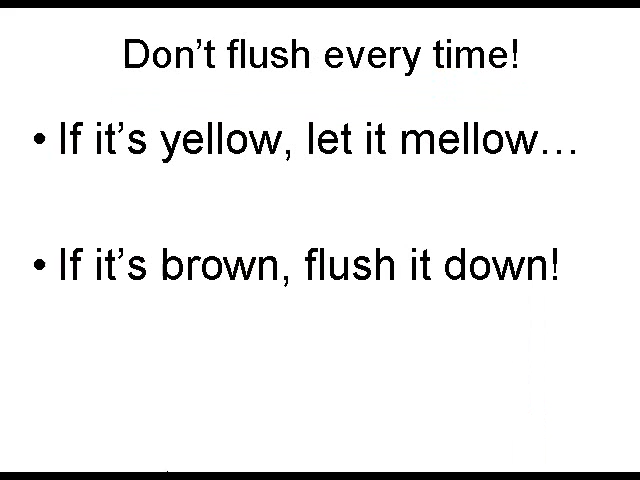 Don’t flush every time!
• If it’s yellow, let it mellow…
• If it’s brown, flush it down!